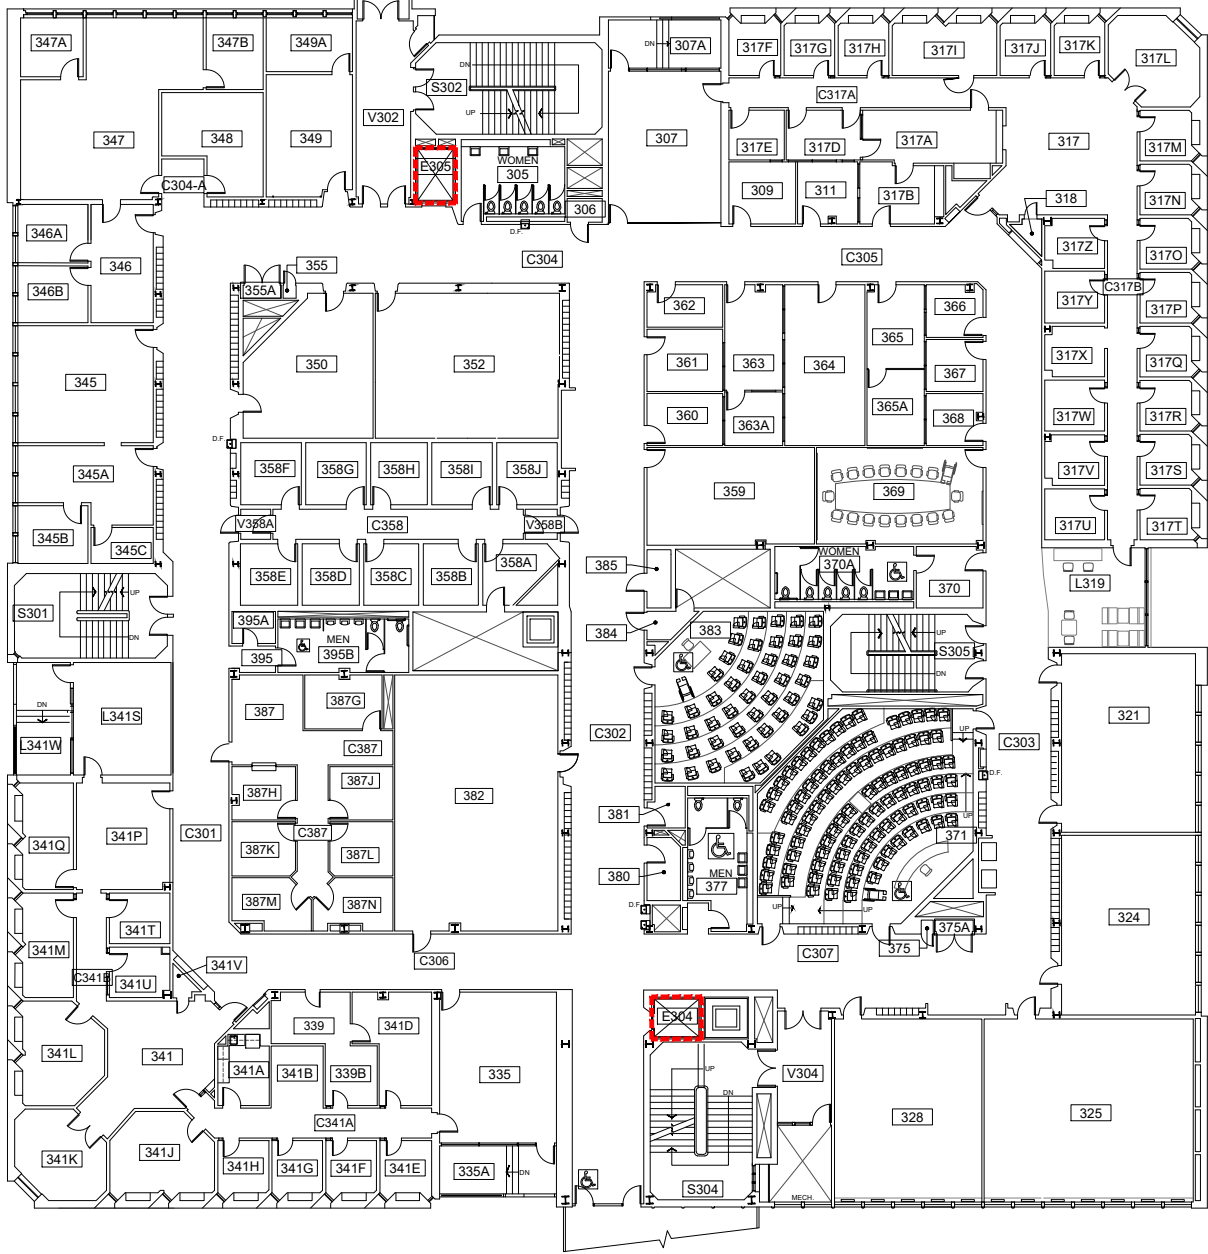 347A
347B
349A
347
348
349
C304-A
V302
DN
S302
UP
E305
WOMEN
305
306
D.F.
DN
307A
307
317F
317G
317H
317I
317J
317K
317L
C317A
317E
317D
317A
317
317M
309
311
317B
317N
318
317Z
317O
C317B
317Y
317P
317X
317Q
317W
317R
317V
317S
317U
317T
L319
346A
346
346B
345
345A
345B
345C
C304
C305
355
355A
350
352
362
361
360
363
363A
364
365
365A
366
367
368
D.F.
358F
358G
358H
358I
358J
V358A
C358
V358B
358E
358D
358C
358B
358A
359
369
385
384
WOMEN
370A
370
383
UP
S305
DN
S301
UP
DN
395A
395
MEN
395B
L341S
DN
L341W
387
387G
C387
387H
387J
C387
387K
387L
387M
387N
382
C302
C303
321
UP
D.F.
UP
371
381
380
MEN
377
D.F.
UP
UP
375
375A
C307
324
C301
341P
341Q
341T
341M
C341B
341U
341V
C306
341L
341
339
341D
341A
341B
339B
335
C341A
341K
341J
341H
341G
341F
341E
335A
DN
E304
UP
DN
S304
V304
MECH.
328
325